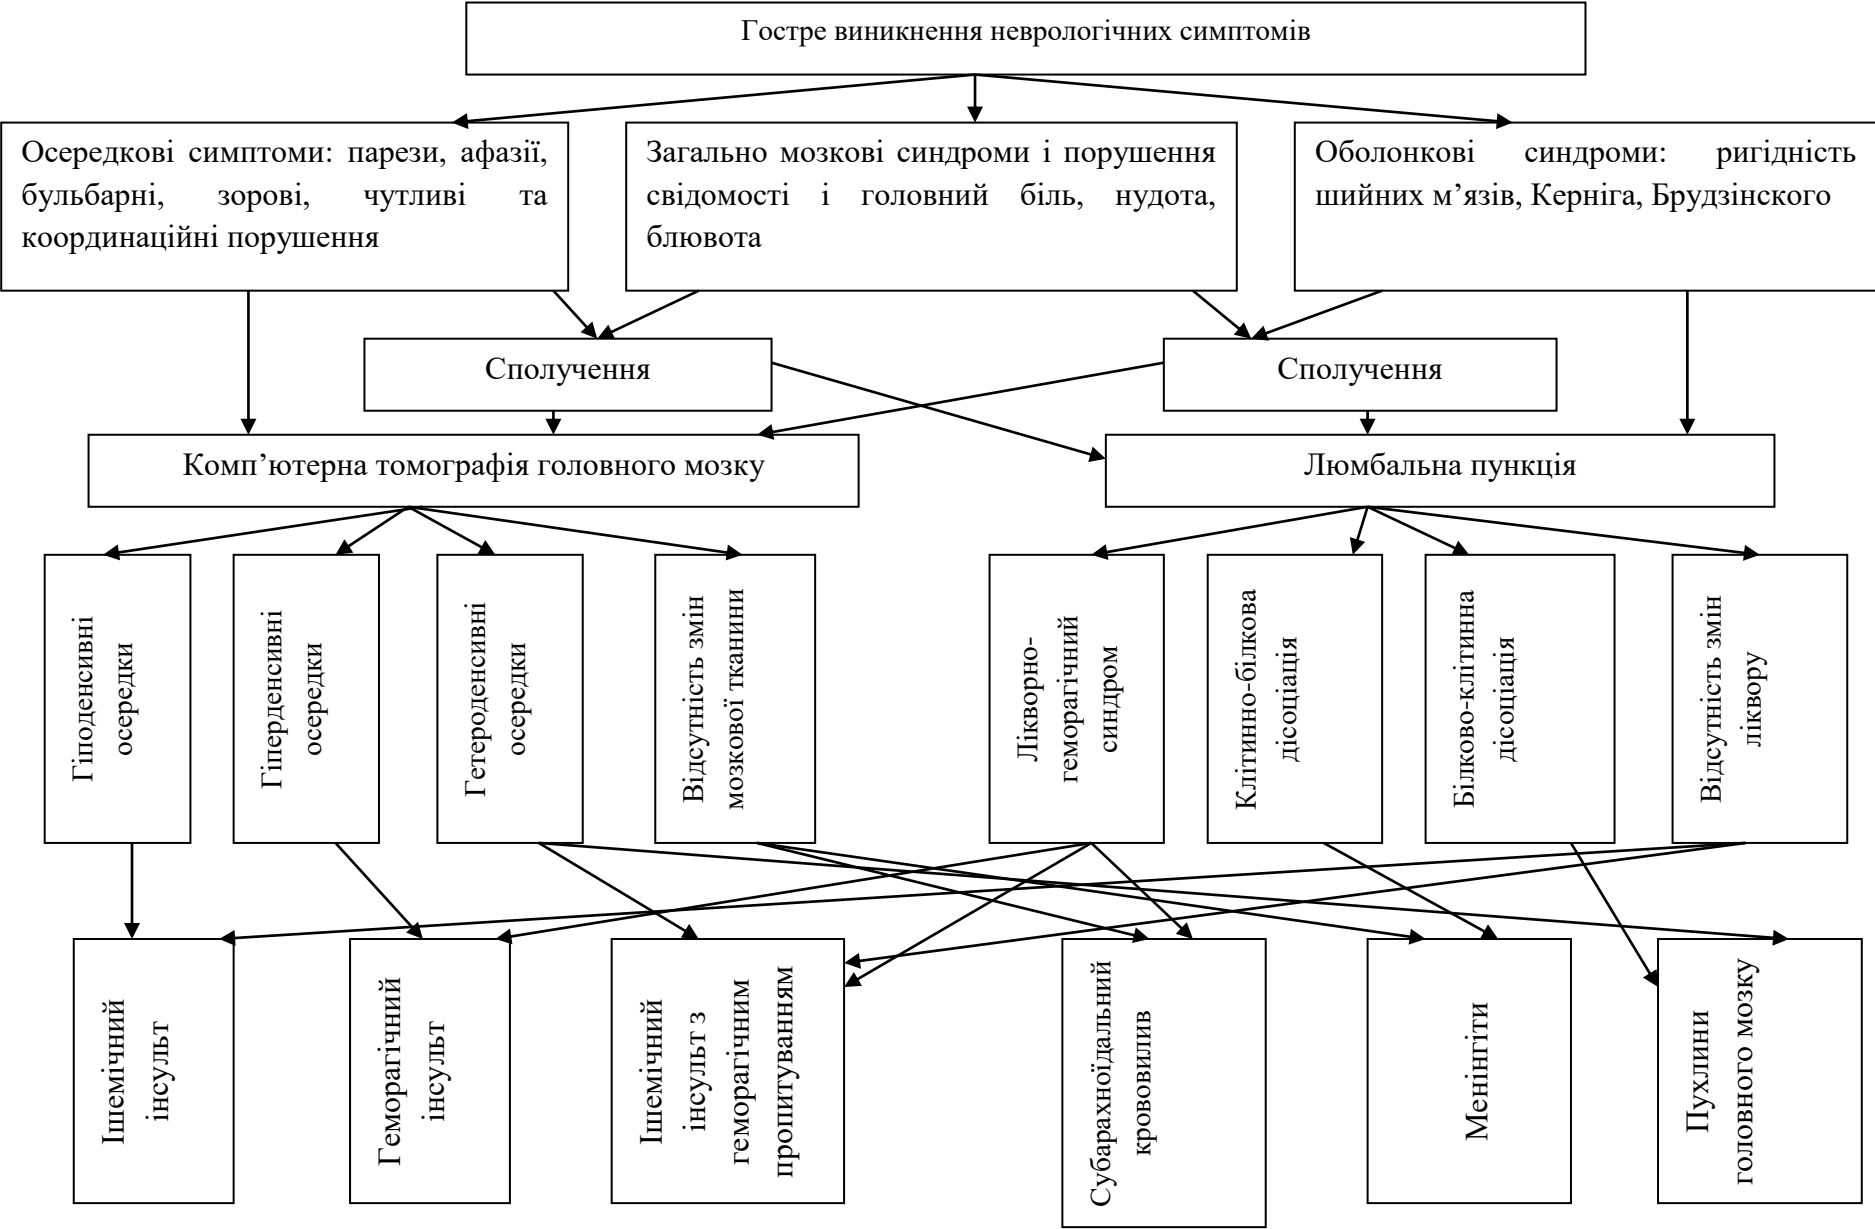 Гостре виникнення неврологічних симптомів
Осередкові симптоми: парези, афазії,
бульбарні, зорові, чутливі та
координаційні порушення
Загально мозкові синдроми і порушення
свідомості і головний біль, нудота,
блювота
Оболонкові синдроми: ригідність
шийних м’язів, Керніга, Брудзінского
Сполучення
Сполучення
Комп’ютерна томографія головного мозку
Люмбальна пункція
Гіподенсивні
осередки
Гіперденсивні
осередки
Гетероденсивні
осередки
Відсутність змін
мозкової тканини
Лікворно-
геморагічний
синдром
Клітинно-білкова
дісоціація
Білково-клітинна
дісоціація
Відсутність змін
ліквору
Ішемічний
інсульт
Геморагічний
інсульт
Ішемічний
інсульт з
геморагічним
пропитуванням
Субарахноїдальний
крововилив
Менінгіти
Пухлини
головного мозку